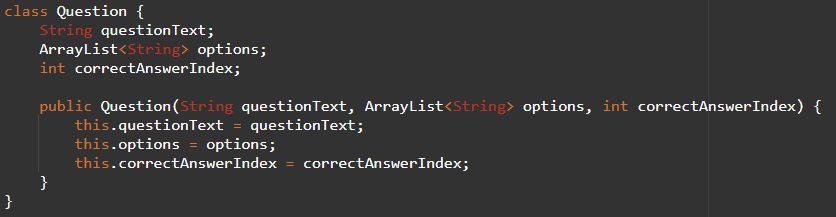 class Question {
    String questionText;
    ArrayList<String> options;
    int correctAnswerIndex;

    public Question(String questionText, ArrayList<String> options, int correctAnswerIndex) {
        this.questionText = questionText;
        this.options = options;
        this.correctAnswerIndex = correctAnswerIndex;
    }
}